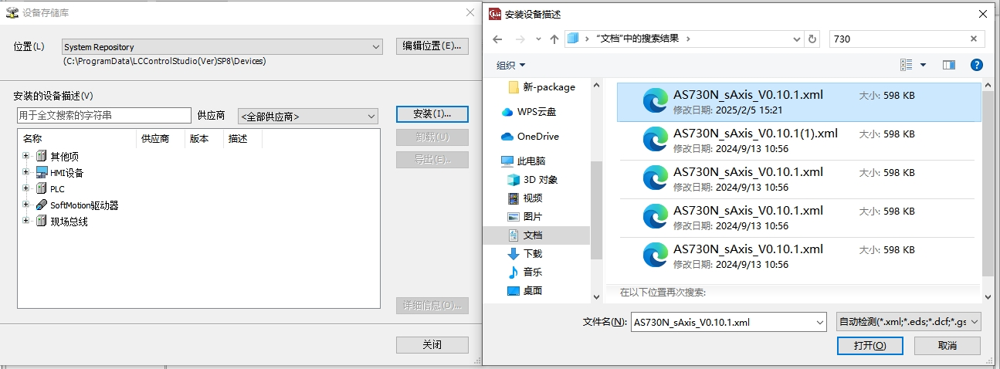 设备存储库
位置(L)
System Repository
编辑位置(E)...
(C:\ProgramData\LCControlStudio(Ver)SP8\Devices)
安装的设备描述(V)
用于全文搜索的字符串
供应商
<全部供应商>
安装(I)...
卸载(U)
导出(E)..
名称
供应商
版本
描述
其他项
HMI设备
PLC
SoftMotion驱动器
现场总线
详细信息(D)...
关闭
安装设备描述
"文档"中的搜索结果
730
组织
新-package
WPS云盘
OneDrive
此电脑
3D 对象
视频
图片
文档
下载
音乐
桌面
AS730N_sAxis_V0.10.1.xml
大小: 598 KB
修改日期: 2025/2/5 15:21
AS730N_sAxis_V0.10.1(1).xml
大小: 598 KB
修改日期: 2024/9/13 10:56
AS730N_sAxis_V0.10.1.xml
大小: 598 KB
修改日期: 2024/9/13 10:56
AS730N_sAxis_V0.10.1.xml
大小: 598 KB
修改日期: 2024/9/13 10:56
AS730N_sAxis_V0.10.1.xml
大小: 598 KB
修改日期: 2024/9/13 10:56
在以下位置再次搜索:
文件名(N):
AS730N_sAxis_V0.10.1.xml
自动检测(*.xml;*.eds;*.dcf;*.gs
打开(O)
取消